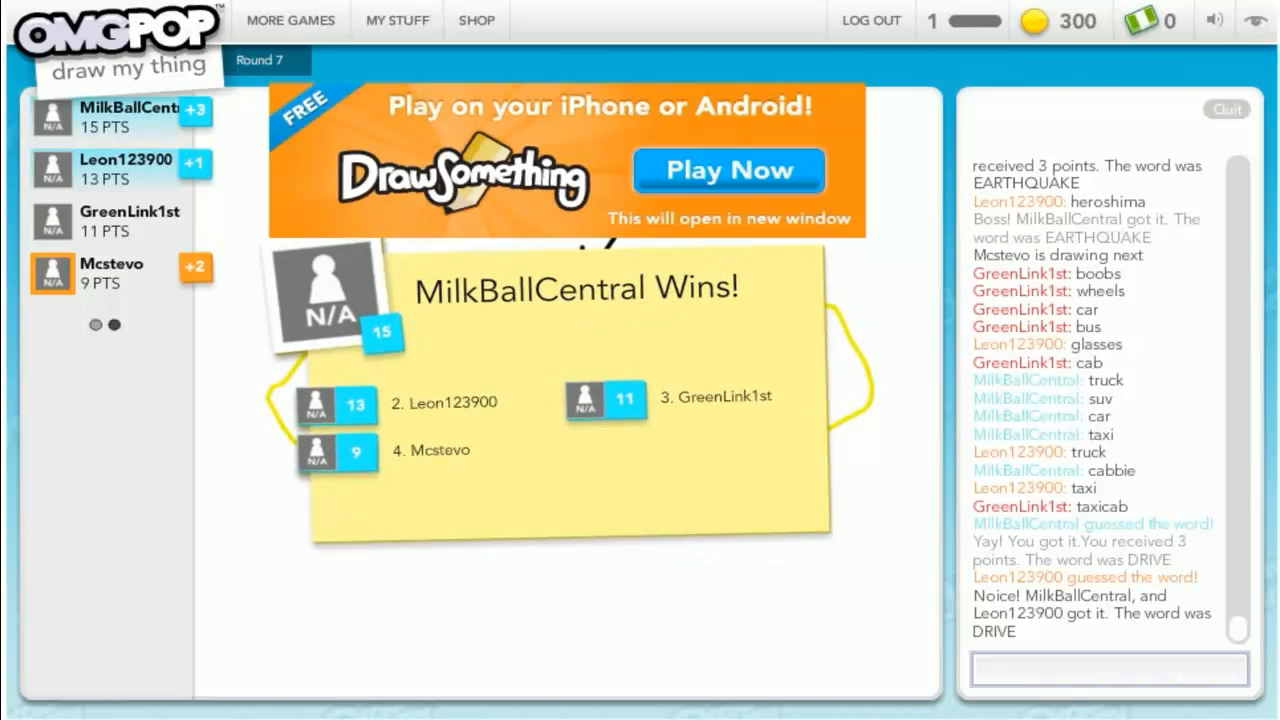 OMGPOP™
draw my thing
MORE GAMES
MY STUFF
SHOP
LOG OUT
1
300
0
Round 7
MilkBallCent
+3
15 PTS
N/A
Leon123900
+1
13 PTS
N/A
GreenLink1st
11 PTS
N/A
Mcstevo
+2
9 PTS
N/A
FREE
Play on your iPhone or Android!
DrawSomething
Play Now
This will open in new window
MilkBallCentral Wins!
N/A
15
N/A
13
2. Leon123900
N/A
11
3. GreenLink1st
N/A
9
4. Mcstevo
Quit
received 3 points. The word was
EARTHQUAKE
Leon123900: heroshima
Boss! MilkBallCentral got it. The
word was EARTHQUAKE
Mcstevo is drawing next
GreenLink1st: boobs
GreenLink1st: wheels
GreenLink1st: car
GreenLink1st: bus
Leon123900: glasses
GreenLink1st: cab
MilkBallCentral: truck
MilkBallCentral: suv
MilkBallCentral: car
MilkBallCentral: taxi
Leon123900: truck
MilkBallCentral: cabbie
Leon123900: taxi
GreenLink1st: taxicab
MilkBallCentral guessed the word!
Yay! You got it.You received 3
points. The word was DRIVE
Leon123900 guessed the word!
Noice! MilkBallCentral, and
Leon123900 got it. The word was
DRIVE